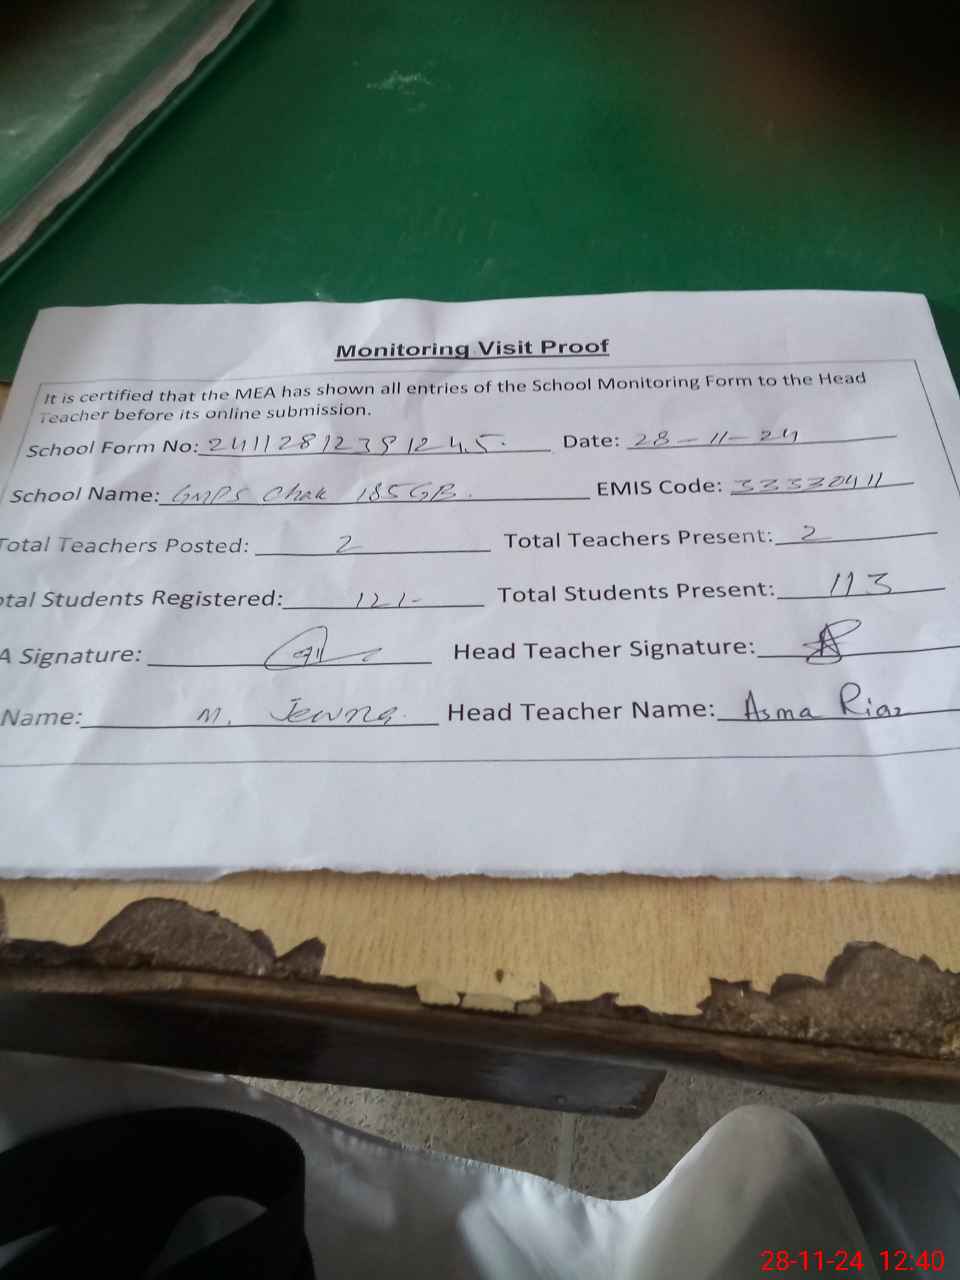 Monitoring Visit Proof
It is certified that the MEA has shown all entries of the School Monitoring Form to the Head
Teacher before its online submission.
School Form No: Date: 28-11-24
School Name: GMPS Chak 185GB. EMIS Code: 33330411
Total Teachers Posted: 2 Total Teachers Present: 2
otal Students Registered: 121- Total Students Present: 113
A Signature: Head Teacher Signature:
Name: M. Head Teacher Name: Asma Riaz
28-11-24 12:40